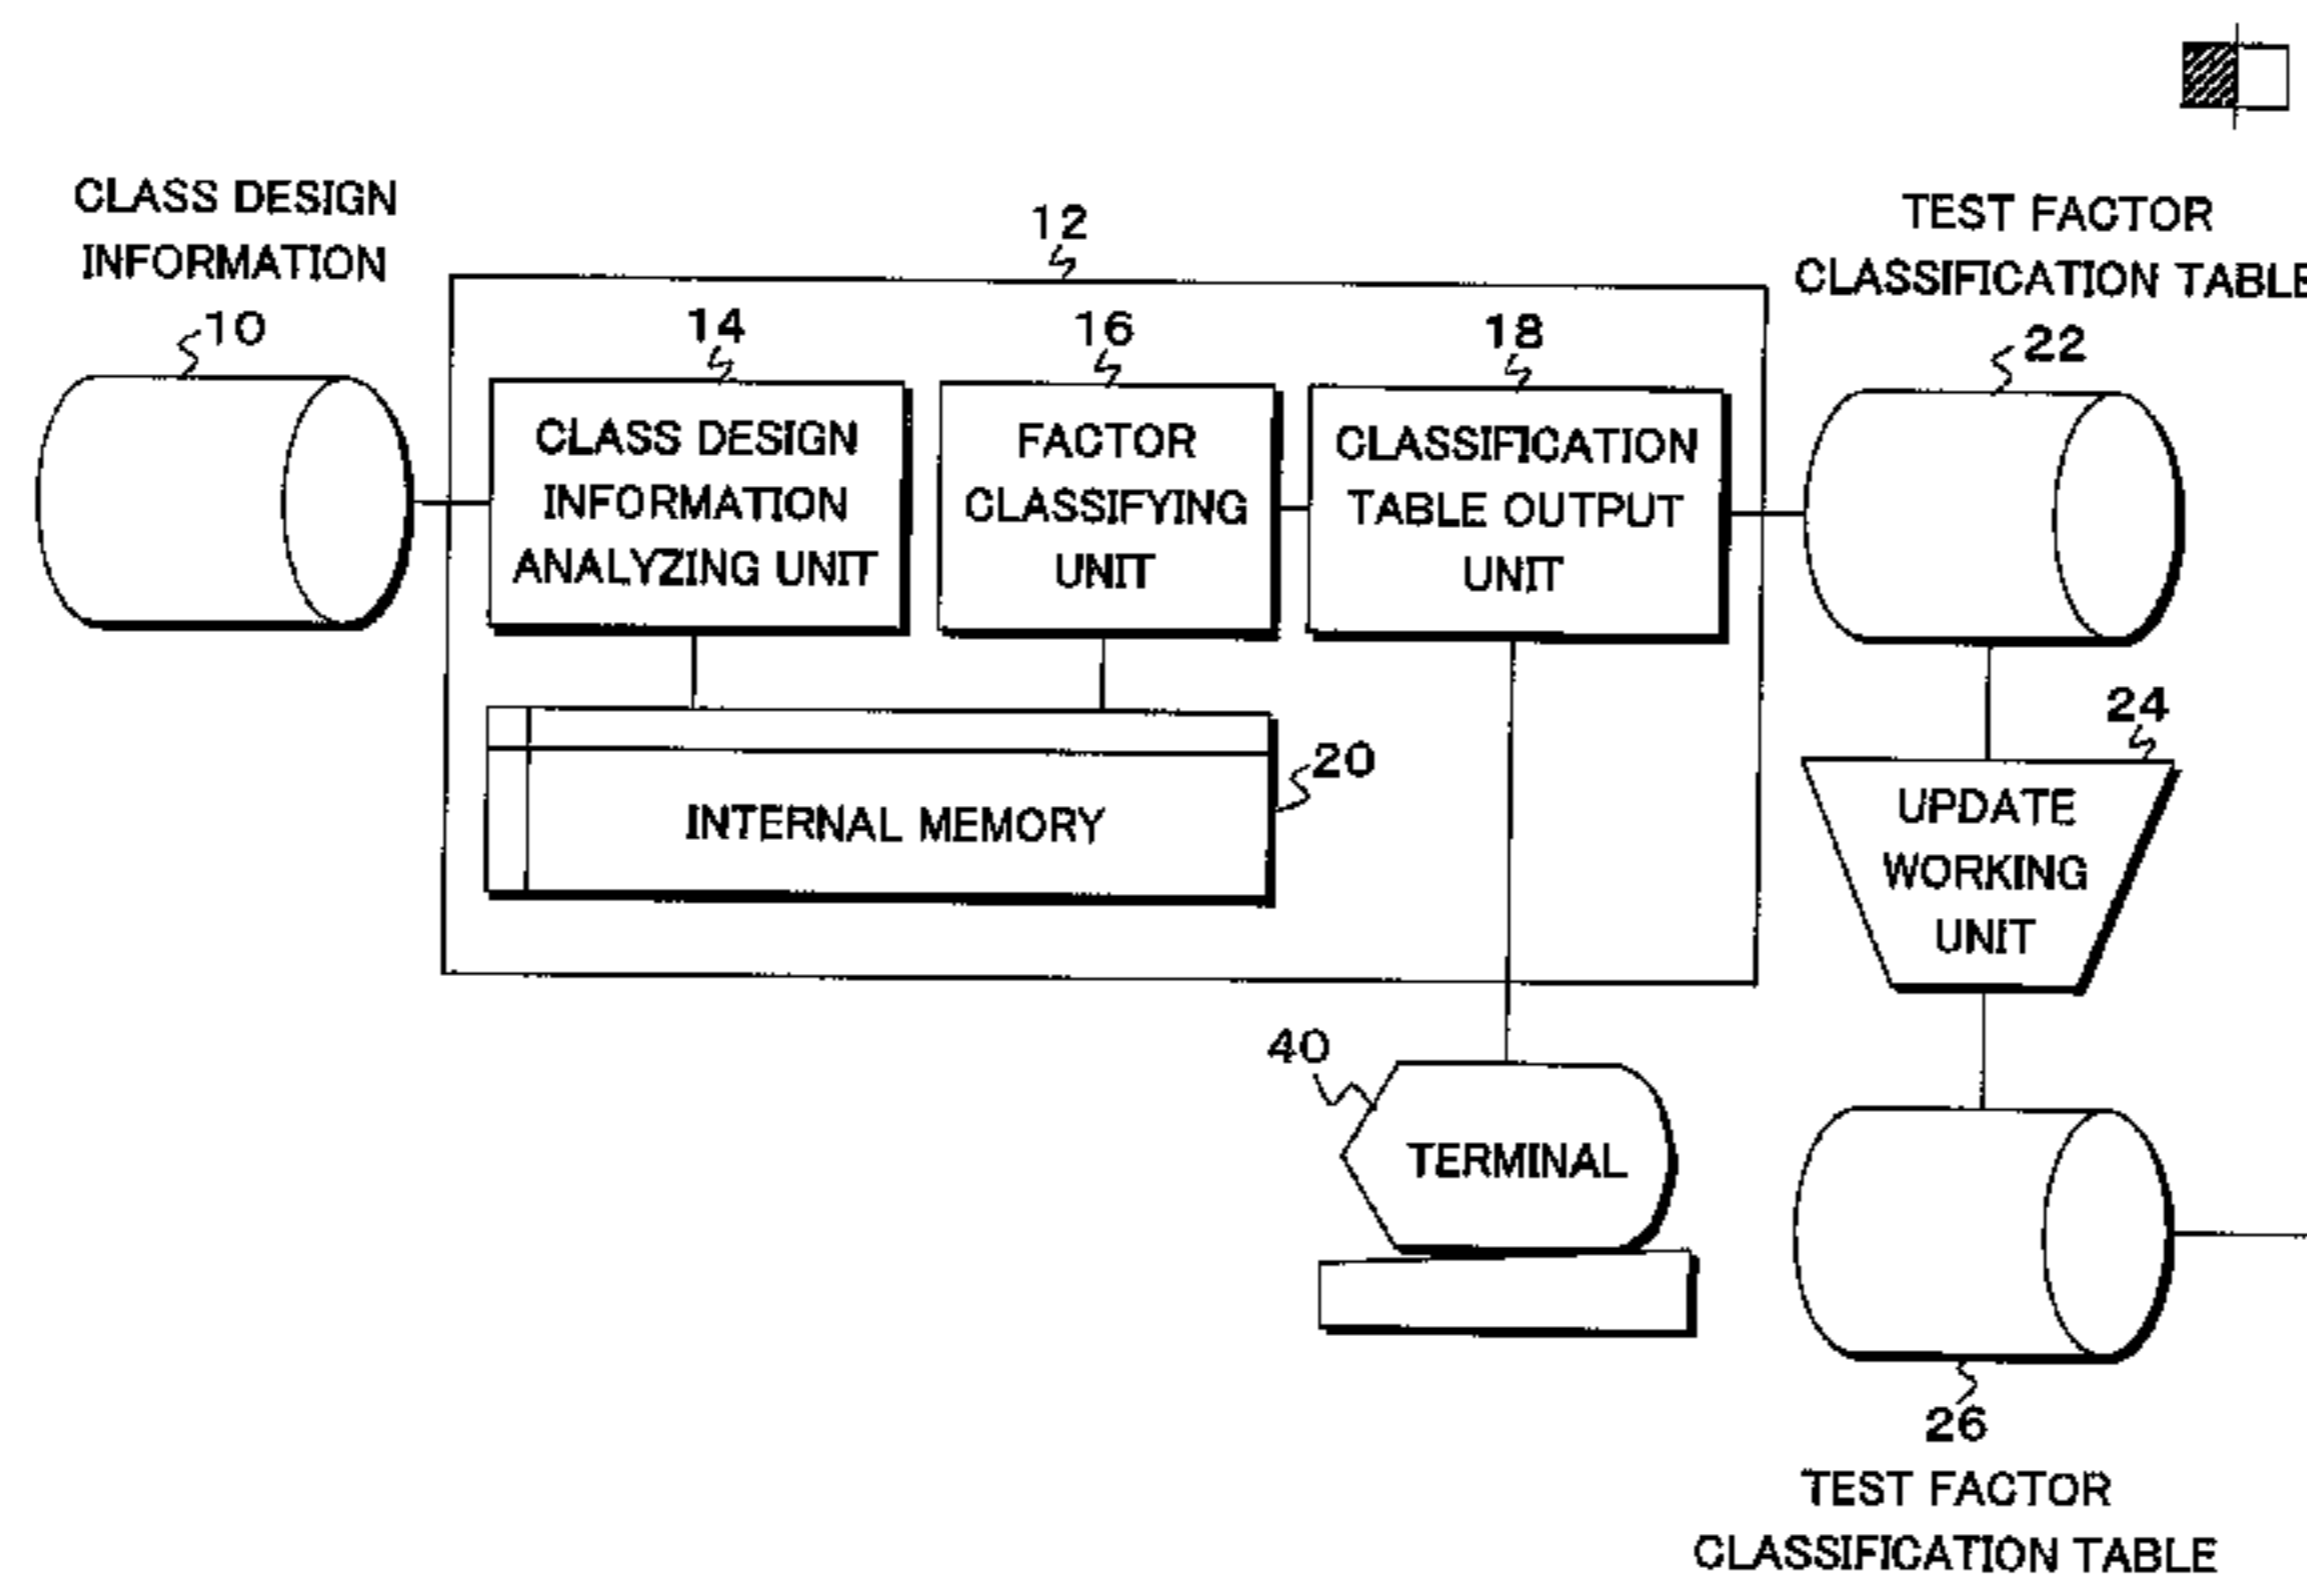 CLASS DESIGN
INFORMATION
10
12
TEST FACTOR
CLASSIFICATION TABLE
22
14
CLASS DESIGN
INFORMATION
ANALYZING UNIT
16
FACTOR
CLASSIFYING
UNIT
18
CLASSIFICATION
TABLE OUTPUT
UNIT
20
INTERNAL MEMORY
24
UPDATE
WORKING
UNIT
40
TERMINAL
26
TEST FACTOR
CLASSIFICATION TABLE